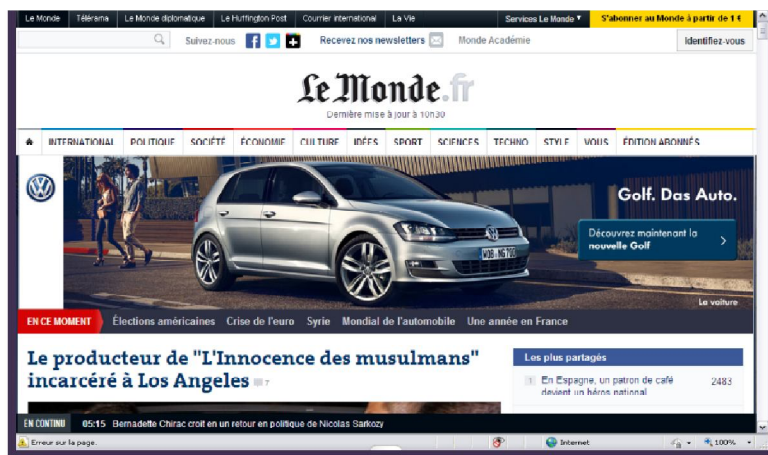 Le Monde Télérama Le Monde diplomatique Le Huffington Post Courrier international La Vie Services Le Monde S'abonner au Monde à partir de 1 €
Suivez-nous Recevez nos newsletters Monde Académie Identifiez-vous
Le Monde.fr
Dernière mise à jour à 10h30
INTERNATIONAL POLITIQUE SOCIÉTÉ ÉCONOMIE CULTURE IDÉES SPORT SCIENCES TECHNO STYLE VOUS ÉDITION ABONNÉS
Golf. Das Auto.
Découvrez maintenant la
nouvelle Golf
WOB NG 700
La voiture
EN CE MOMENT Élections américaines Crise de l'euro Syrie Mondial de l'automobile Une année en France
Le producteur de "L'Innocence des musulmans"
incarcéré à Los Angeles 7
Les plus partagés
1 En Espagne, un patron de café 2483
devient un héros national
EN CONTINU 05:15 Bernadette Chirac croit en un retour en politique de Nicolas Sarkozy
Erreur sur la page. Internet 100%